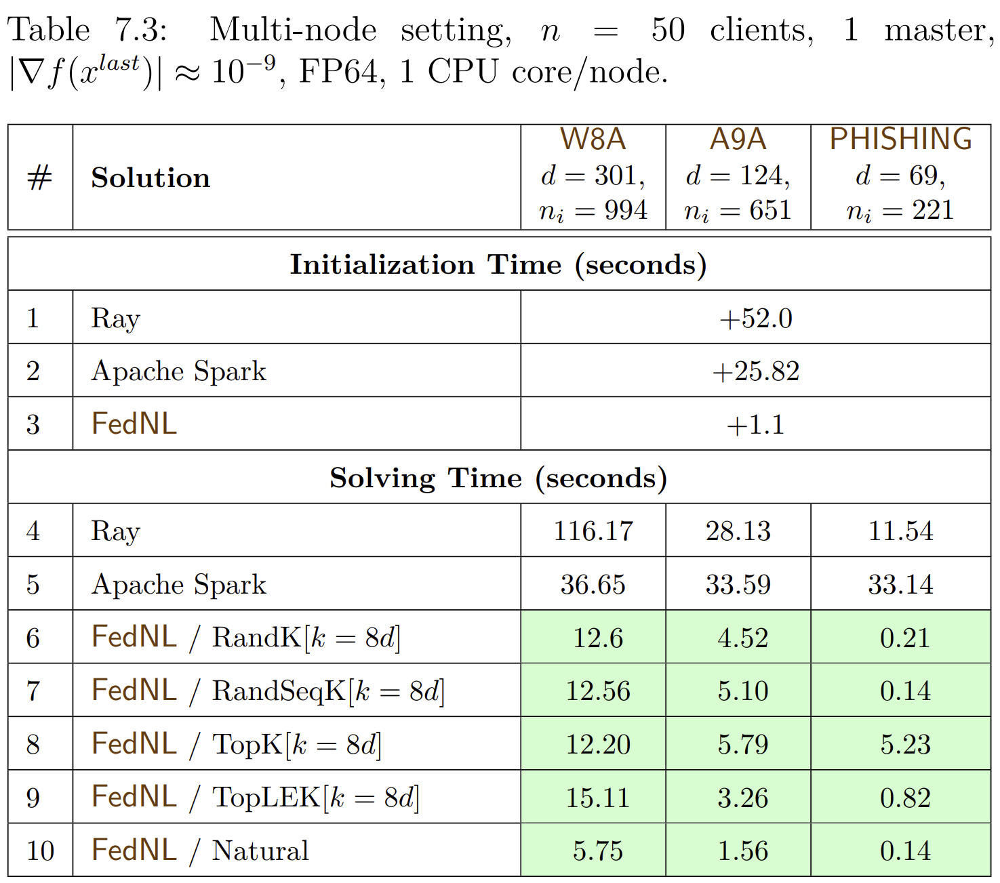 Table 7.3: Multi-node setting, n = 50 clients, 1 master,
|∇f(x^{last})| ≈ 10^{−9}, FP64, 1 CPU core/node.
# Solution W8A d = 301, n_i = 994 A9A d = 124, n_i = 651 PHISHING d = 69, n_i = 221
Initialization Time (seconds)
1 Ray +52.0
2 Apache Spark +25.82
3 FedNL +1.1
Solving Time (seconds)
4 Ray 116.17 28.13 11.54
5 Apache Spark 36.65 33.59 33.14
6 FedNL / RandK[k = 8d] 12.6 4.52 0.21
7 FedNL / RandSeqK[k = 8d] 12.56 5.10 0.14
8 FedNL / TopK[k = 8d] 12.20 5.79 5.23
9 FedNL / TopLEK[k = 8d] 15.11 3.26 0.82
10 FedNL / Natural 5.75 1.56 0.14